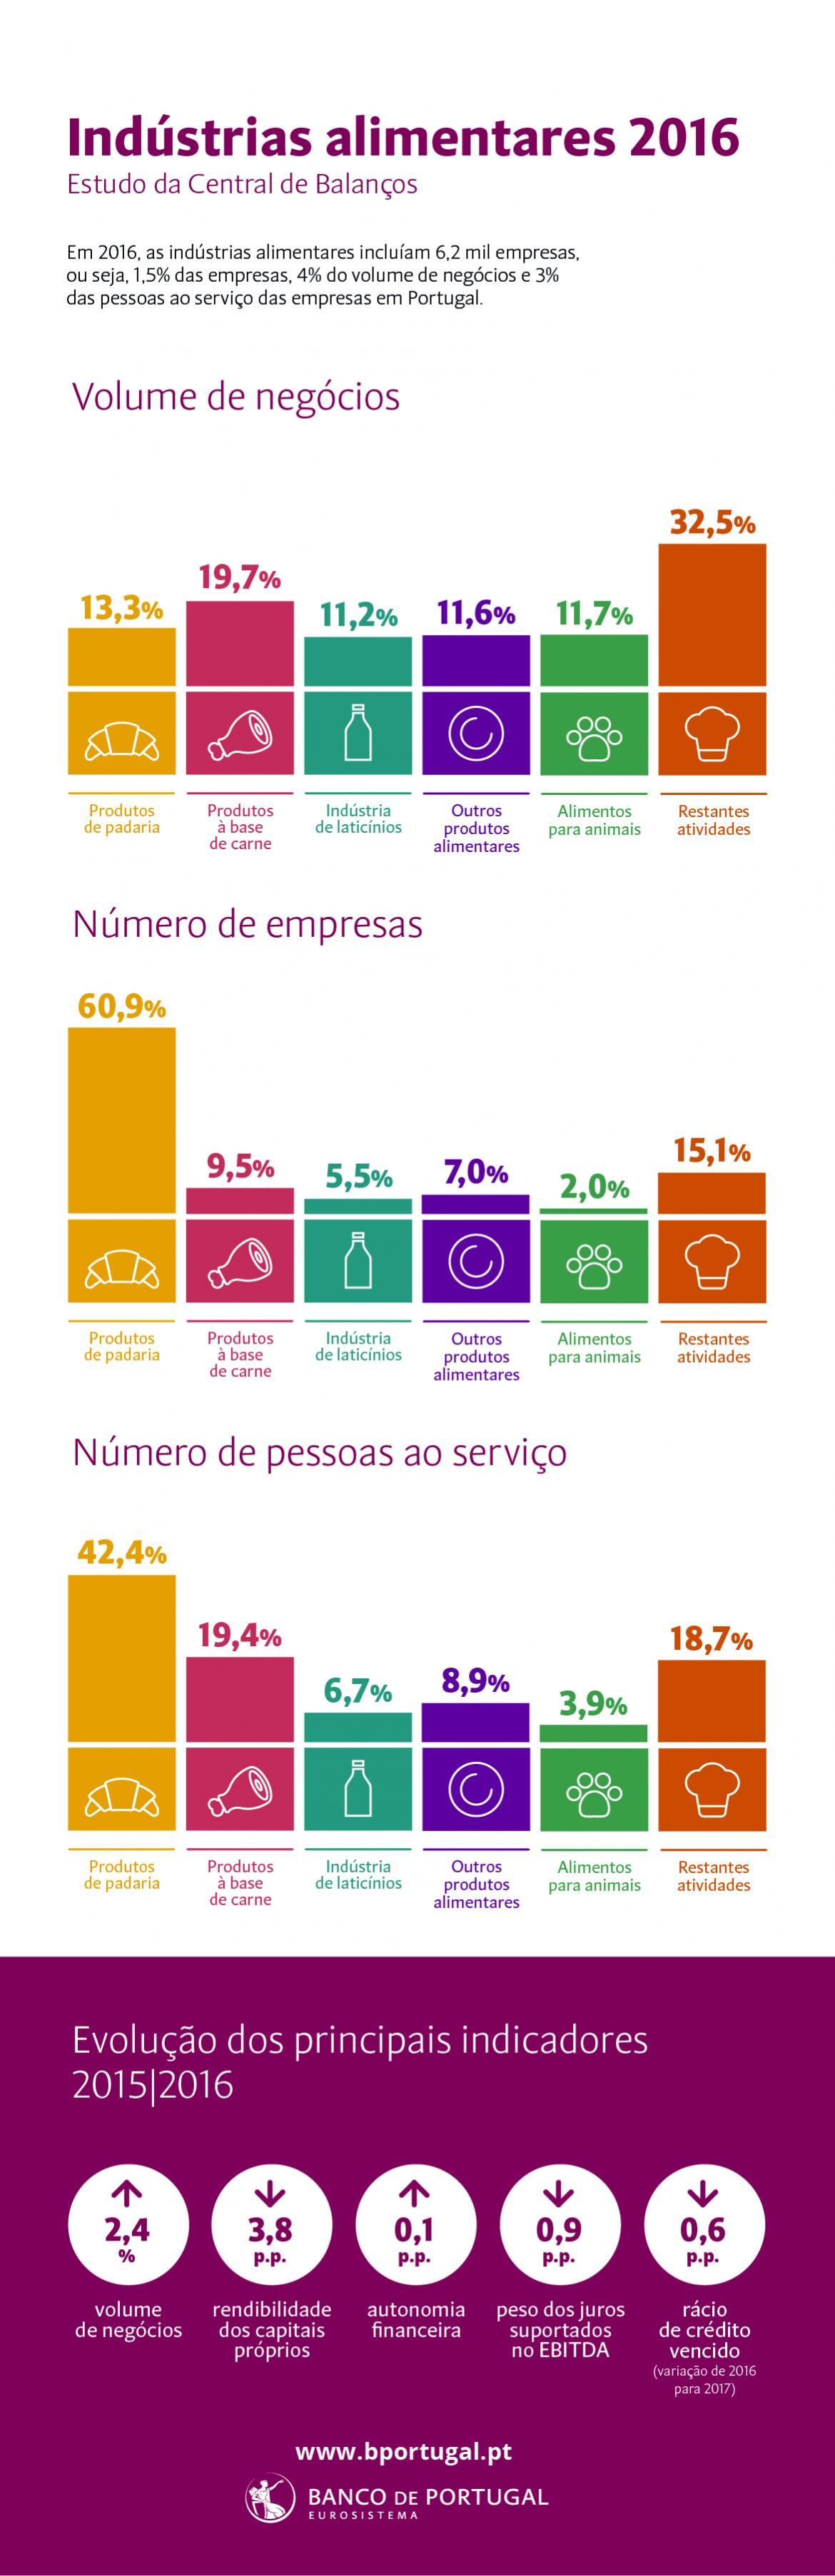 Indústrias alimentares 2016
Estudo da Central de Balanços
Em 2016, as indústrias alimentares incluíam 6,2 mil empresas,
ou seja, 1,5% das empresas, 4% do volume de negócios e 3%
das pessoas ao serviço das empresas em Portugal.
Volume de negócios
13,3%
19,7%
11,2%
11,6%
11,7%
32,5%
Produtos
de padaria
Produtos
à base
de carne
Indústria
de laticínios
Outros
produtos
alimentares
Alimentos
para animais
Restantes
atividades
Número de empresas
60,9%
9,5%
5,5%
7,0%
2,0%
15,1%
Produtos
de padaria
Produtos
à base
de carne
Indústria
de laticínios
Outros
produtos
alimentares
Alimentos
para animais
Restantes
atividades
Número de pessoas ao serviço
42,4%
19,4%
6,7%
8,9%
3,9%
18,7%
Produtos
de padaria
Produtos
à base
de carne
Indústria
de laticínios
Outros
produtos
alimentares
Alimentos
para animais
Restantes
atividades
Evolução dos principais indicadores
2015|2016
2,4
%
volume
de negócios
3,8
p.p.
rendibilidade
dos capitais
próprios
0,1
p.p.
autonomia
financeira
0,9
p.p.
peso dos juros
suportados
no EBITDA
0,6
p.p.
rácio
de crédito
vencido
(variação de 2016
para 2017)
www.bportugal.pt
BANCO DE PORTUGAL
EUROSISTEMA